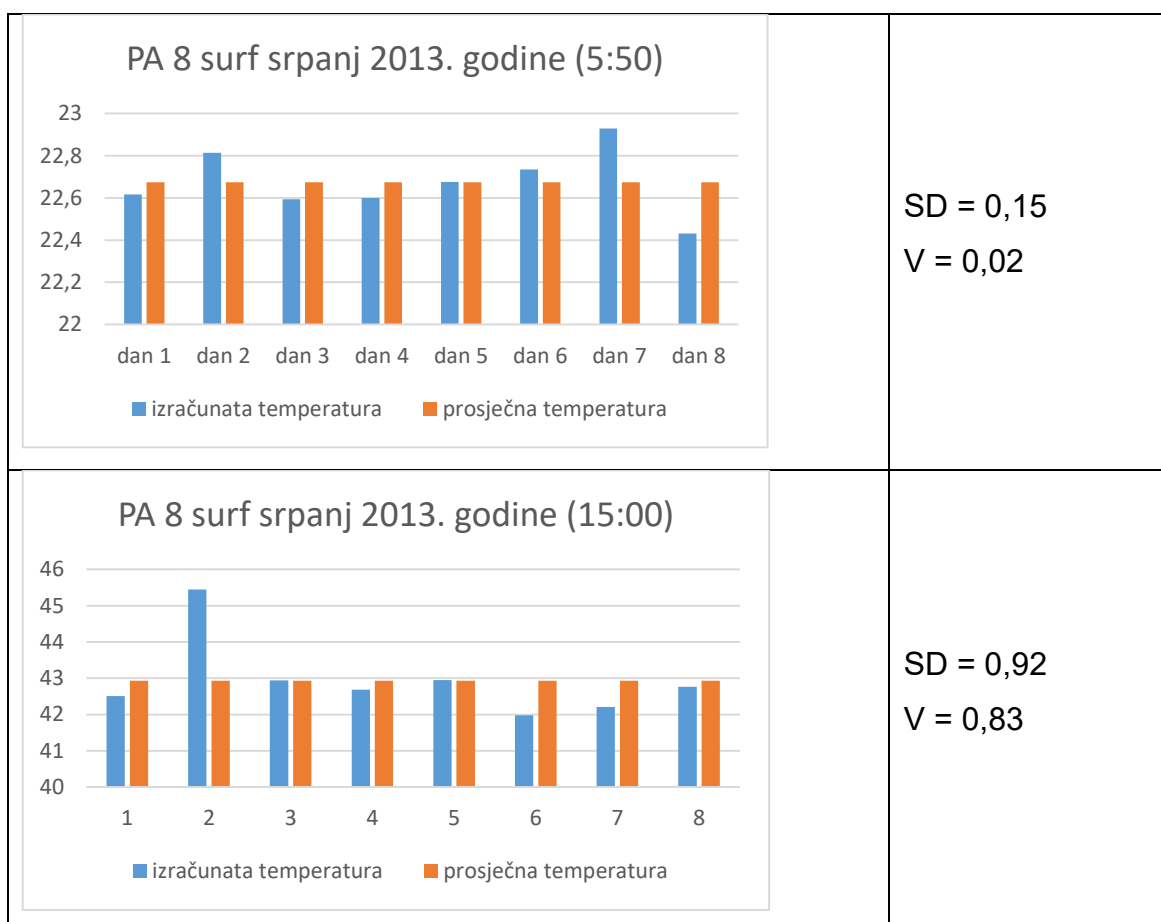 PA 8 surf srpanj 2013. godine (5:50)
23
22,8
22,6
22,4
22,2
22
dan 1 dan 2 dan 3 dan 4 dan 5 dan 6 dan 7 dan 8
izračunata temperatura prosječna temperatura
SD = 0,15
V = 0,02
PA 8 surf srpanj 2013. godine (15:00)
46
45
44
43
42
41
40
1 2 3 4 5 6 7 8
izračunata temperatura prosječna temperatura
SD = 0,92
V = 0,83